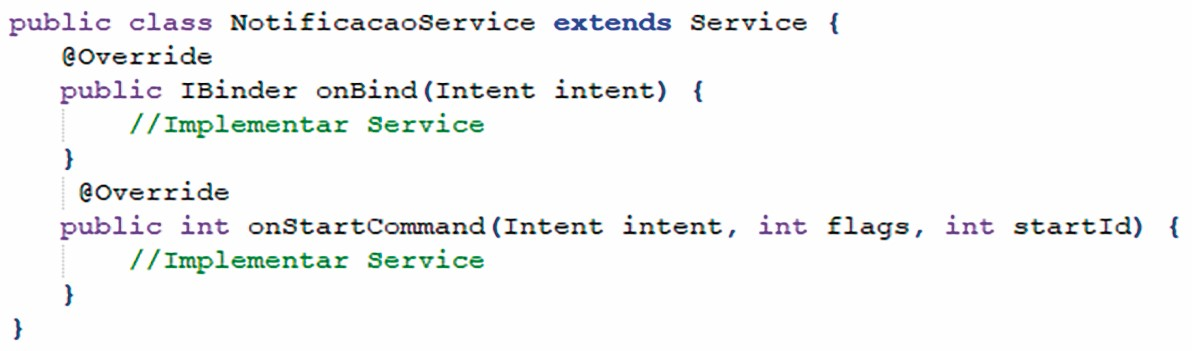 public class NotificacaoService extends Service {
@Override
public IBinder onBind(Intent intent) {
//Implementar Service
}
@Override
public int onStartCommand(Intent intent, int flags, int startId) {
//Implementar Service
}
}